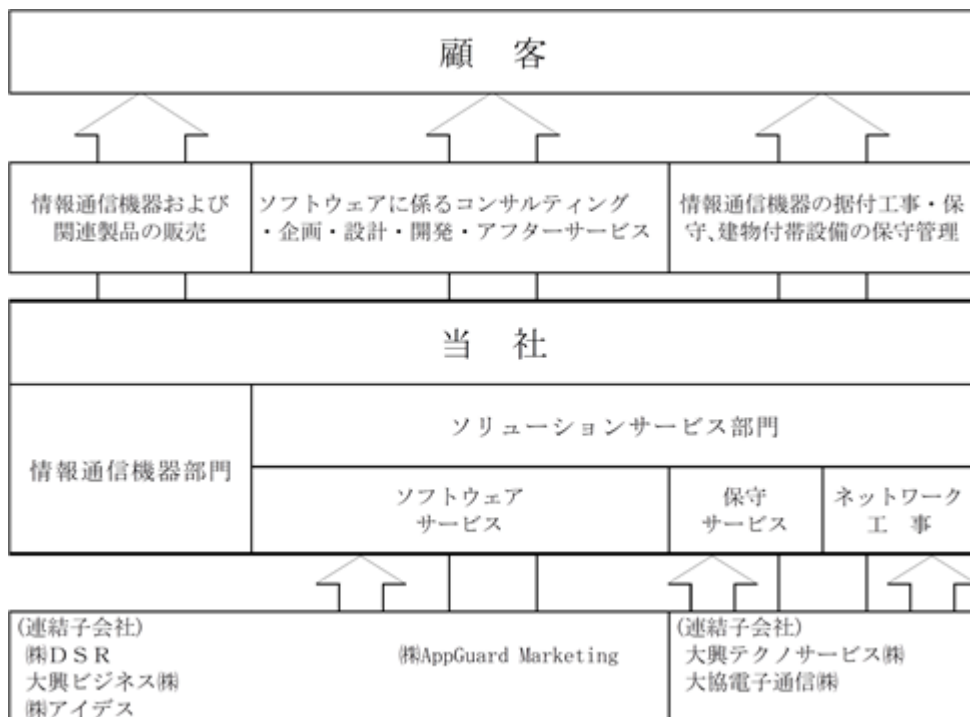 顧 客
情報通信機器および
関連製品の販売
ソフトウェアに係るコンサルティング
・企画・設計・開発・アフターサービス
情報通信機器の据付工事・保
守、建物付帯設備の保守管理
当 社
情報通信機器部門
ソリューションサービス部門
ソフトウェア
サービス
保守
サービス
ネットワーク
工 事
(連結子会社)
㈱ＤＳＲ
大興ビジネス㈱
㈱アイデス
㈱AppGuard Marketing
(連結子会社)
大興テクノサービス㈱
大協電子通信㈱